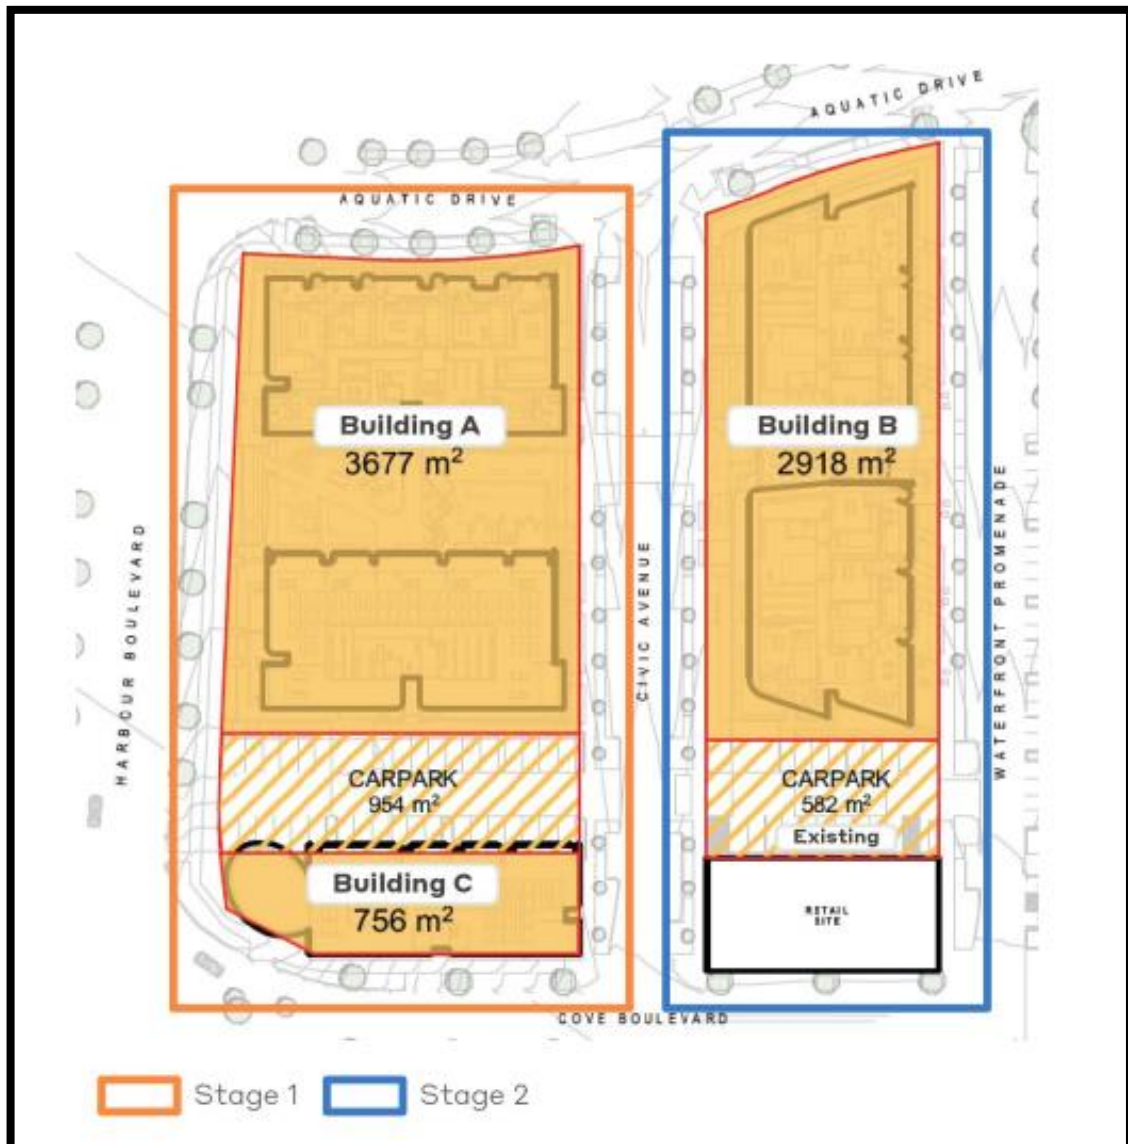 AQUATIC DRIVE
AQUATIC DRIVE
Building A
3677 m²
Building B
2918 m²
HARBOUR BOULEVARD
CIVIC AVENUE
WATERFRONT PROMENADE
CARPARK
954 m²
CARPARK
582 m²
Existing
Building C
756 m²
RETAIL
SITE
COVE BOULEVARD
Stage 1
Stage 2